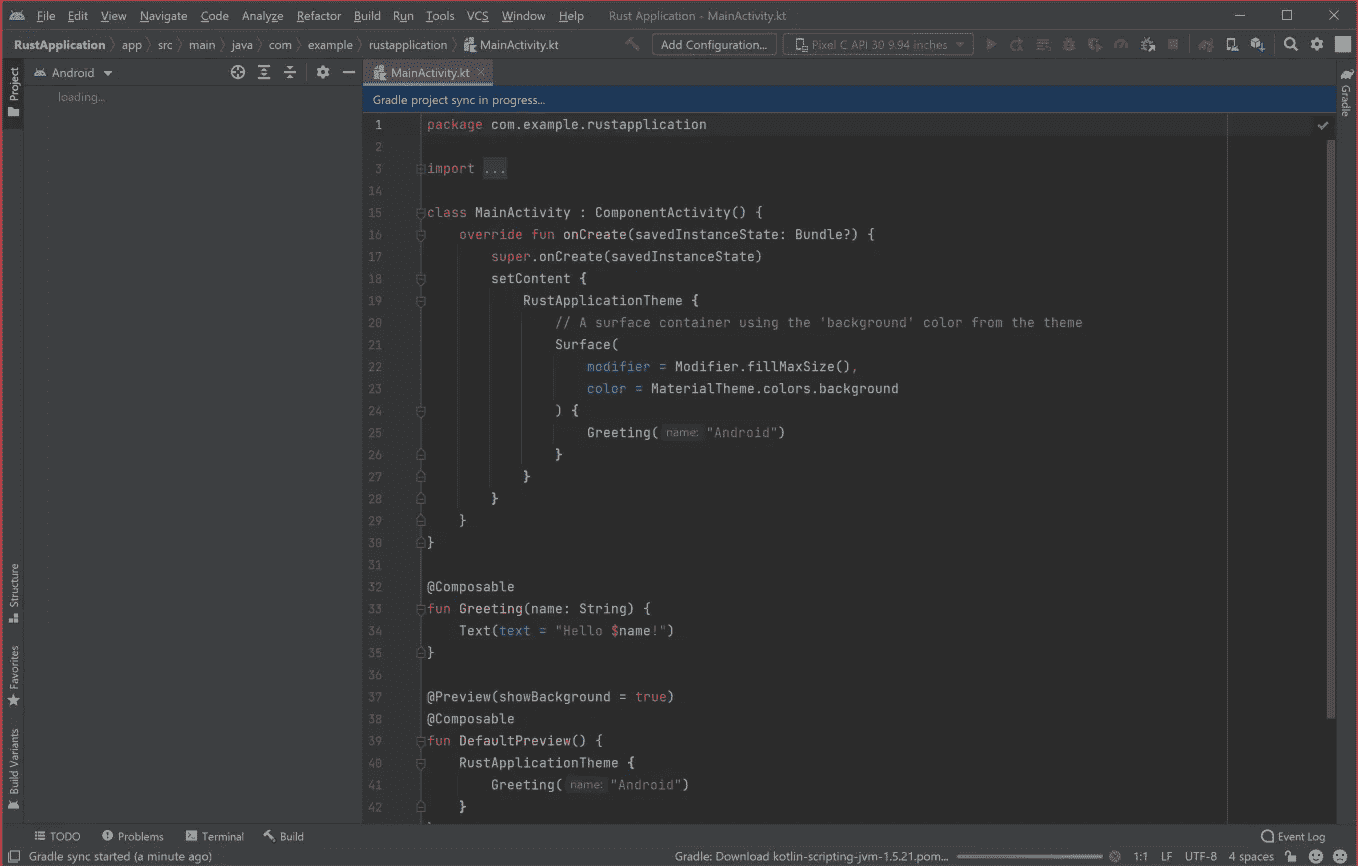 File Edit View Navigate Code Analyze Refactor Build Run Tools VCS Window Help Rust Application - MainActivity.kt
RustApplication app src main java com example rustapplication MainActivity.kt Add Configuration... Pixel C API 30 9.94 inches
Project
Android
MainActivity.kt
Gradle
loading...
Gradle project sync in progress...
1 package com.example.rustapplication
2
3 import ...
14
15 class MainActivity : ComponentActivity() {
16 override fun onCreate(savedInstanceState: Bundle?) {
17 super.onCreate(savedInstanceState)
18 setContent {
19 RustApplicationTheme {
20 // A surface container using the 'background' color from the theme
21 Surface(
22 modifier = Modifier.fillMaxSize(),
23 color = MaterialTheme.colors.background
24 ) {
25 Greeting( name: "Android")
26 }
27 }
28 }
29 }
30 }
31
32 @Composable
33 fun Greeting(name: String) {
34 Text(text = "Hello $name!")
35 }
36
37 @Preview(showBackground = true)
38 @Composable
39 fun DefaultPreview() {
40 RustApplicationTheme {
41 Greeting( name: "Android")
42 }
Structure
Favorites
Build Variants
TODO Problems Terminal Build Event Log
Gradle sync started (a minute ago) Gradle: Download kotlin-scripting-jvm-1.5.21.pom... 1:1 LF UTF-8 4 spaces